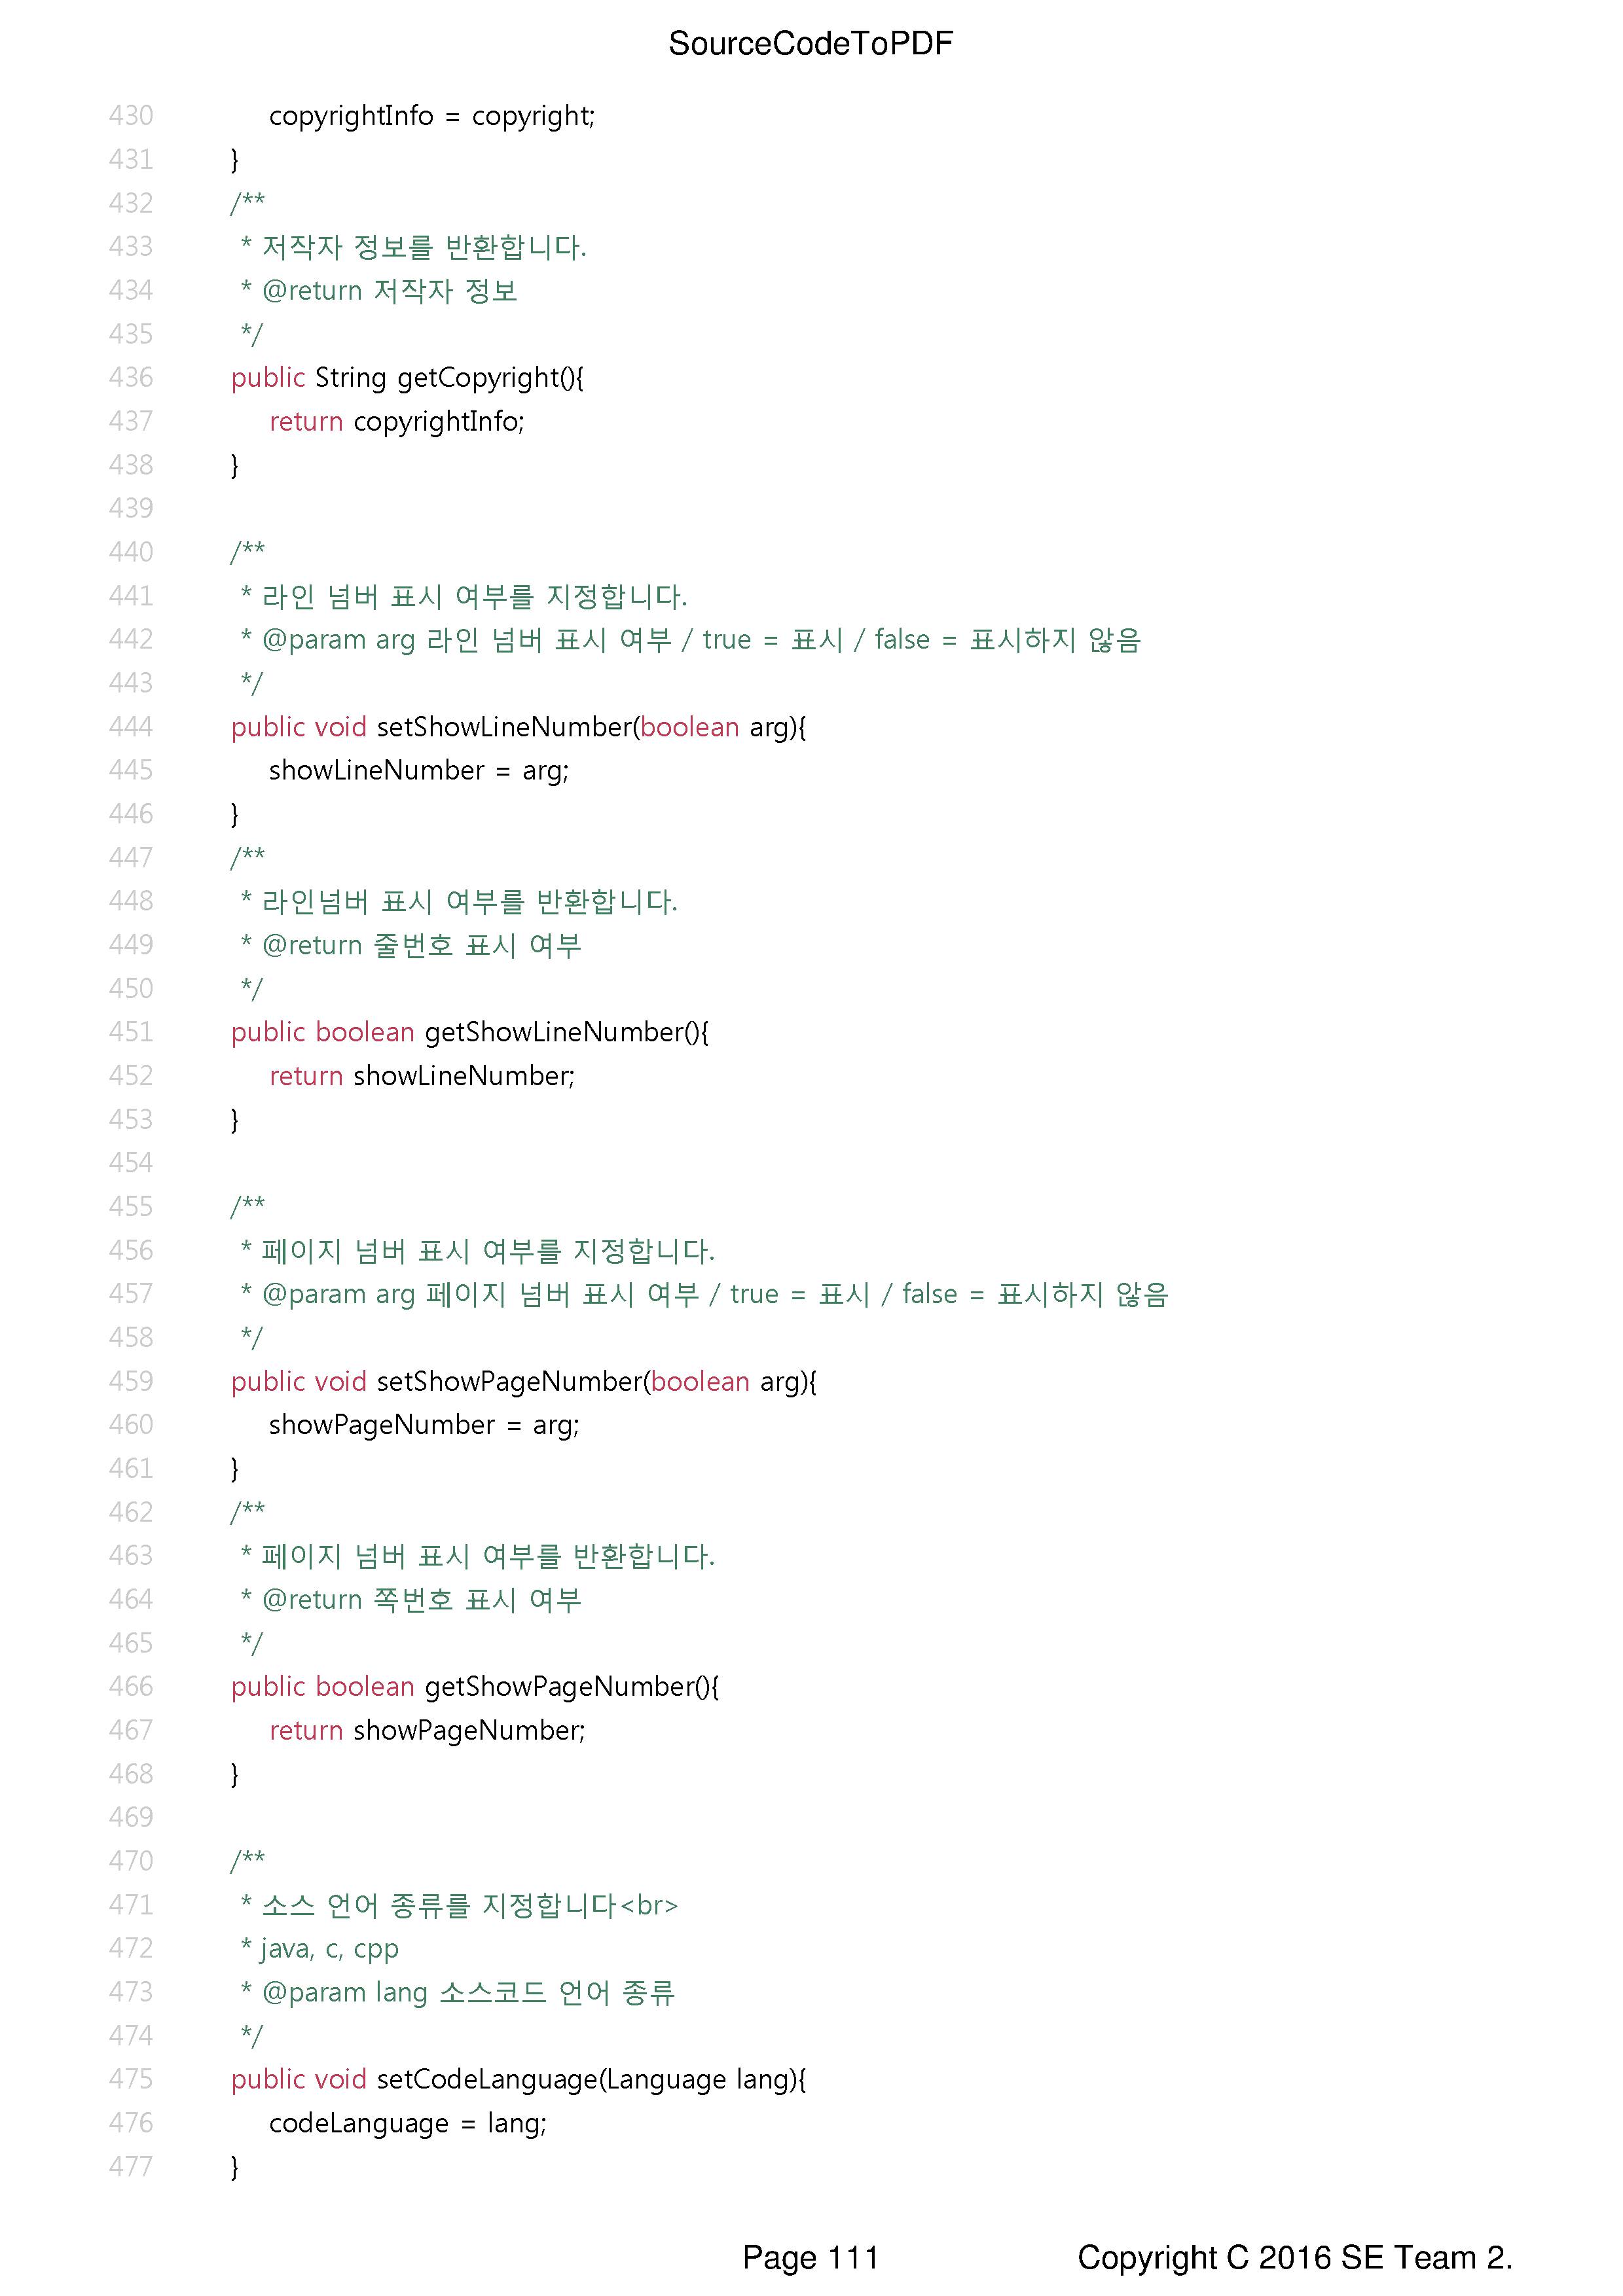 SourceCodeToPDF
430 copyrightInfo = copyright;
431 }
432 /**
433 * 저작자 정보를 반환합니다.
434 * @return 저작자 정보
435 */
436 public String getCopyright(){
437 return copyrightInfo;
438 }
439
440 /**
441 * 라인 넘버 표시 여부를 지정합니다.
442 * @param arg 라인 넘버 표시 여부 / true = 표시 / false = 표시하지 않음
443 */
444 public void setShowLineNumber(boolean arg){
445 showLineNumber = arg;
446 }
447 /**
448 * 라인넘버 표시 여부를 반환합니다.
449 * @return 줄번호 표시 여부
450 */
451 public boolean getShowLineNumber(){
452 return showLineNumber;
453 }
454
455 /**
456 * 페이지 넘버 표시 여부를 지정합니다.
457 * @param arg 페이지 넘버 표시 여부 / true = 표시 / false = 표시하지 않음
458 */
459 public void setShowPageNumber(boolean arg){
460 showPageNumber = arg;
461 }
462 /**
463 * 페이지 넘버 표시 여부를 반환합니다.
464 * @return 쪽번호 표시 여부
465 */
466 public boolean getShowPageNumber(){
467 return showPageNumber;
468 }
469
470 /**
471 * 소스 언어 종류를 지정합니다<br>
472 * java, c, cpp
473 * @param lang 소스코드 언어 종류
474 */
475 public void setCodeLanguage(Language lang){
476 codeLanguage = lang;
477 }
Page 111 Copyright C 2016 SE Team 2.